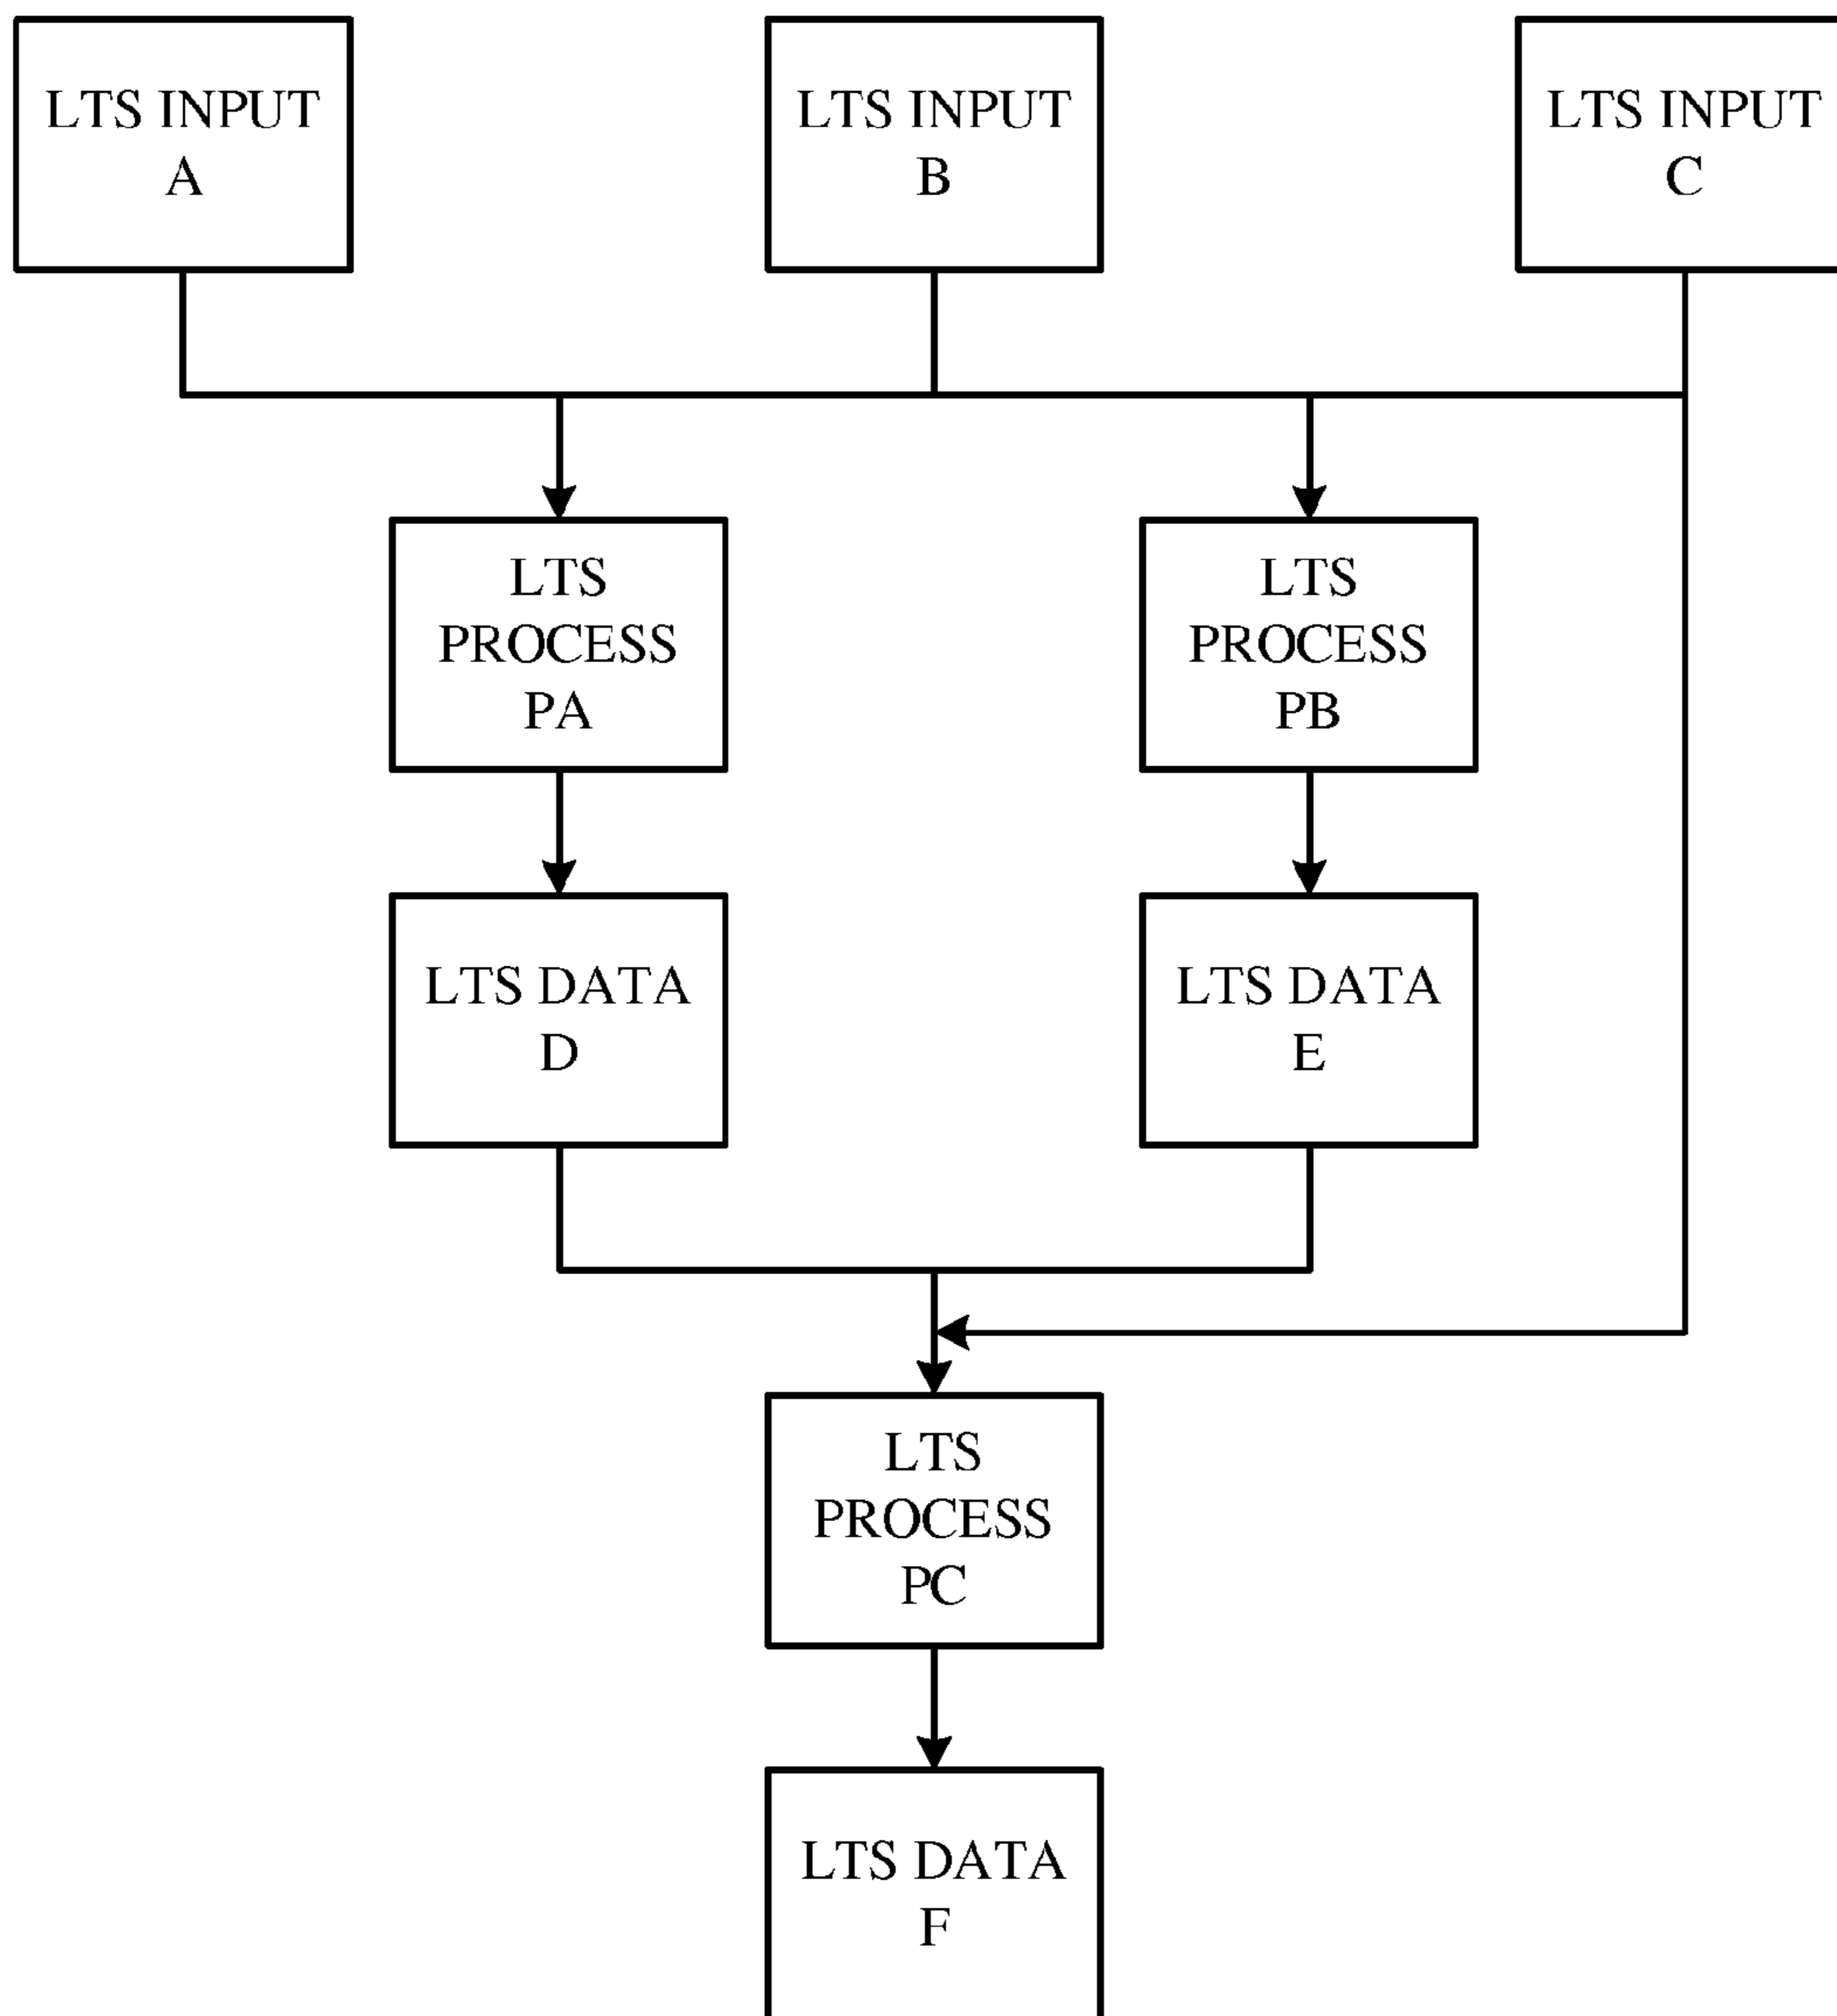 LTS INPUT
A
LTS INPUT
B
LTS INPUT
C
LTS
PROCESS
PA
LTS
PROCESS
PB
LTS DATA
D
LTS DATA
E
LTS
PROCESS
PC
LTS DATA
F